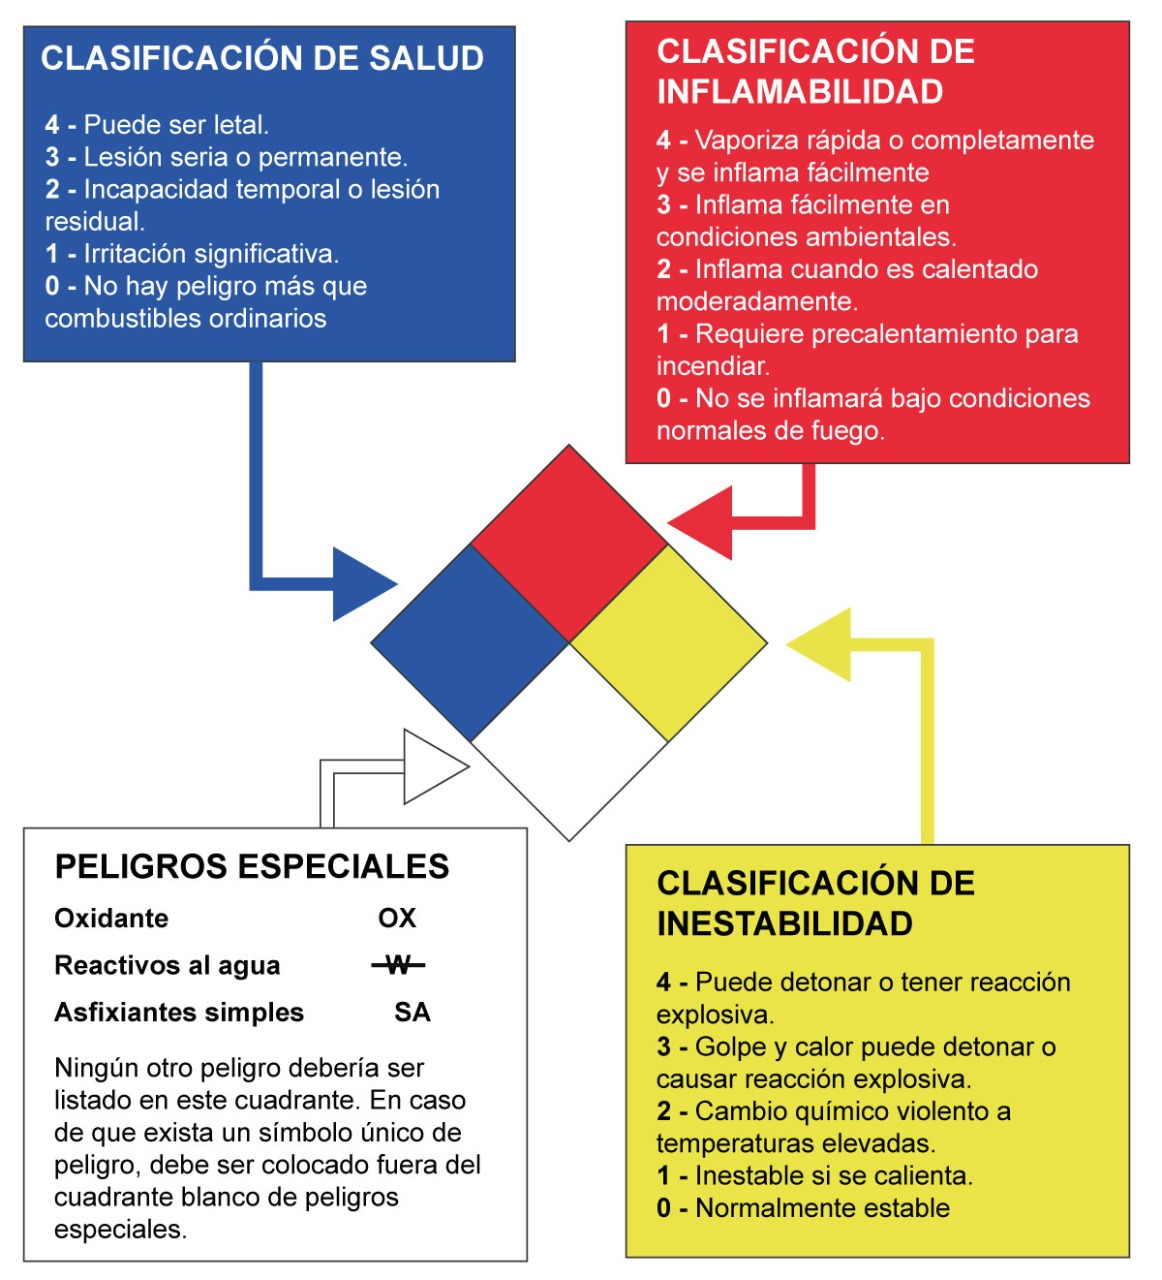 CLASIFICACIÓN DE SALUD
4 - Puede ser letal.
3 - Lesión seria o permanente.
2 - Incapacidad temporal o lesión
residual.
1 - Irritación significativa.
0 - No hay peligro más que
combustibles ordinarios
CLASIFICACIÓN DE
INFLAMABILIDAD
4 - Vaporiza rápida o completamente
y se inflama fácilmente
3 - Inflama fácilmente en
condiciones ambientales.
2 - Inflama cuando es calentado
moderadamente.
1 - Requiere precalentamiento para
incendiar.
0 - No se inflamará bajo condiciones
normales de fuego.
PELIGROS ESPECIALES
Oxidante OX
Reactivos al agua W
Asfixiantes simples SA
Ningún otro peligro debería ser
listado en este cuadrante. En caso
de que exista un símbolo único de
peligro, debe ser colocado fuera del
cuadrante blanco de peligros
especiales.
CLASIFICACIÓN DE
INESTABILIDAD
4 - Puede detonar o tener reacción
explosiva.
3 - Golpe y calor puede detonar o
causar reacción explosiva.
2 - Cambio químico violento a
temperaturas elevadas.
1 - Inestable si se calienta.
0 - Normalmente estable